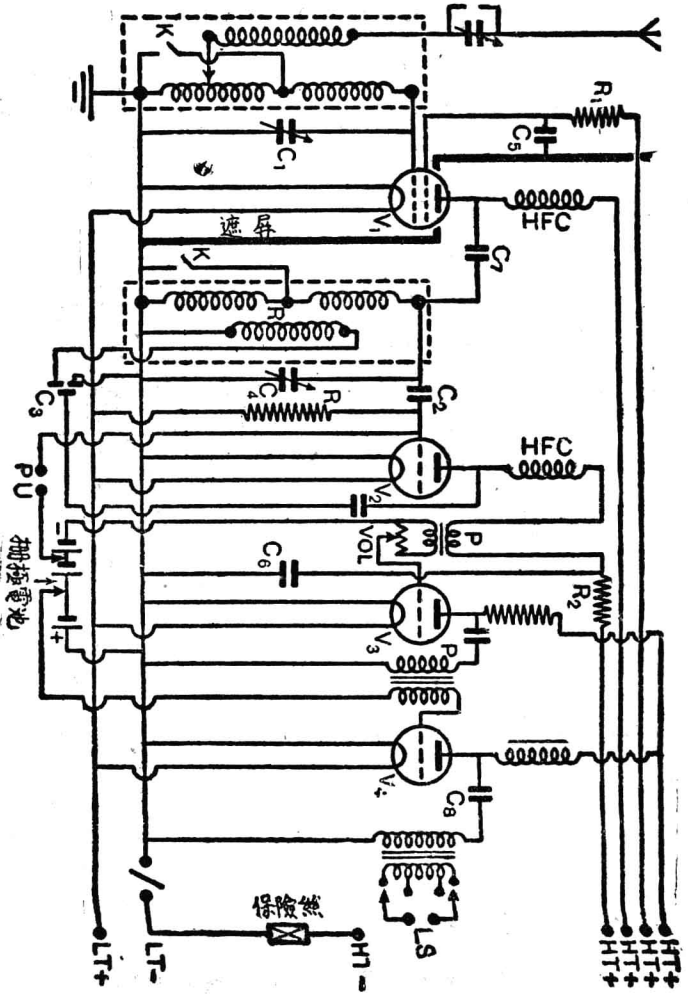 K
C₁
R₁
C₅
HFC
V₁
遮屏
C₇
K
R
C₃
C₄
R
C₂
HFC
V₂
PU
P
VOL
R₂
C₆
柵極電池
-
+
V₃
P
V₄
C₈
LS
保險絲
HT-
LT-
LT+
HT+
HT+
HT+
HT+